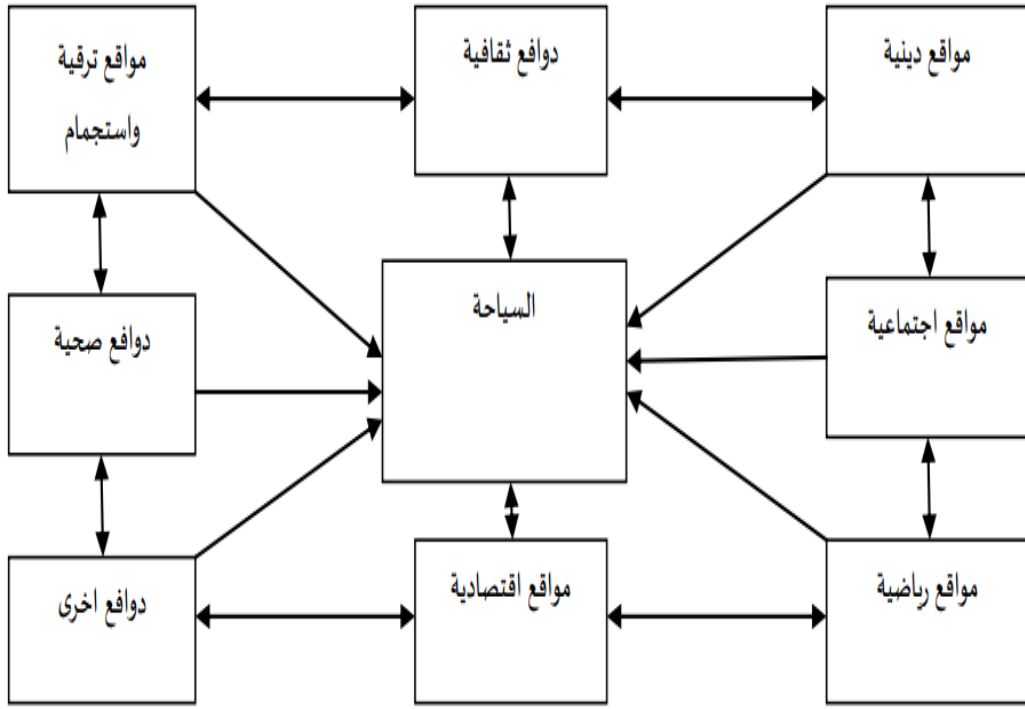 مواقع دينية
دوافع ثقافية
مواقع ترقية
واستجمام
مواقع اجتماعية
السياحة
دوافع صحية
مواقع رياضية
مواقع اقتصادية
دوافع اخرى